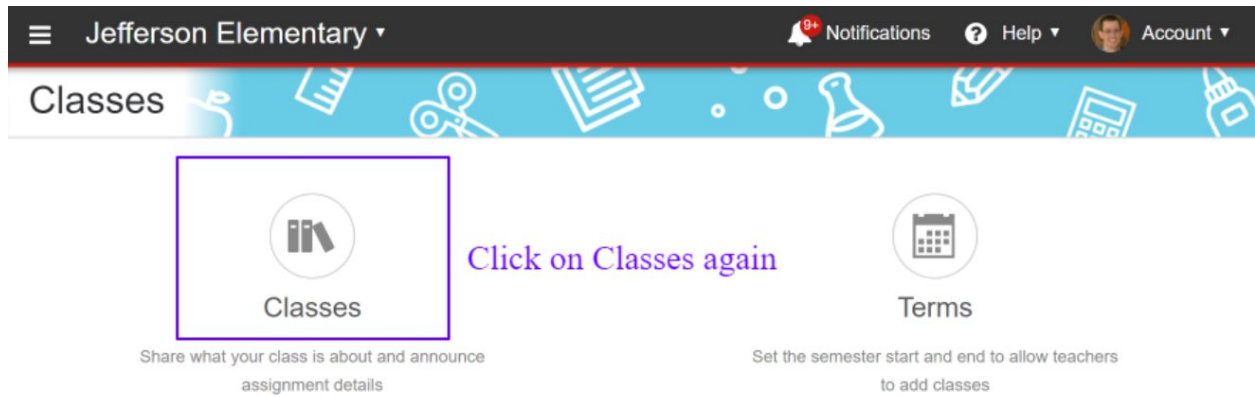 Jefferson Elementary
9+ Notifications
Help
Account
Classes
Click on Classes again
Classes
Terms
Share what your class is about and announce
assignment details
Set the semester start and end to allow teachers
to add classes